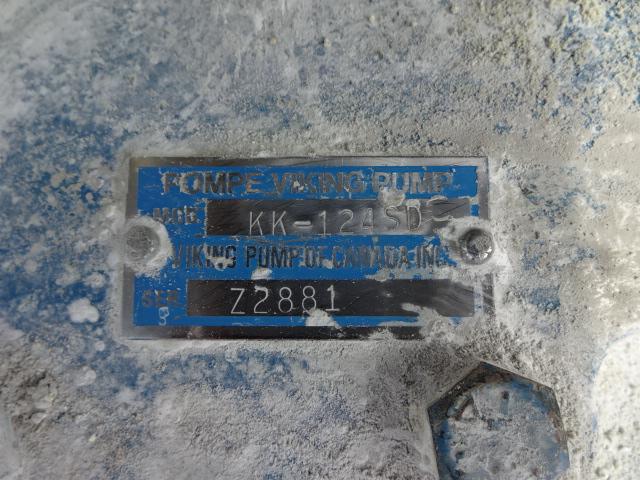 POMPE VIKING PUMP
MOD. KK-124SD
VIKING PUMP OF CANADA INC.
SER. Z2881